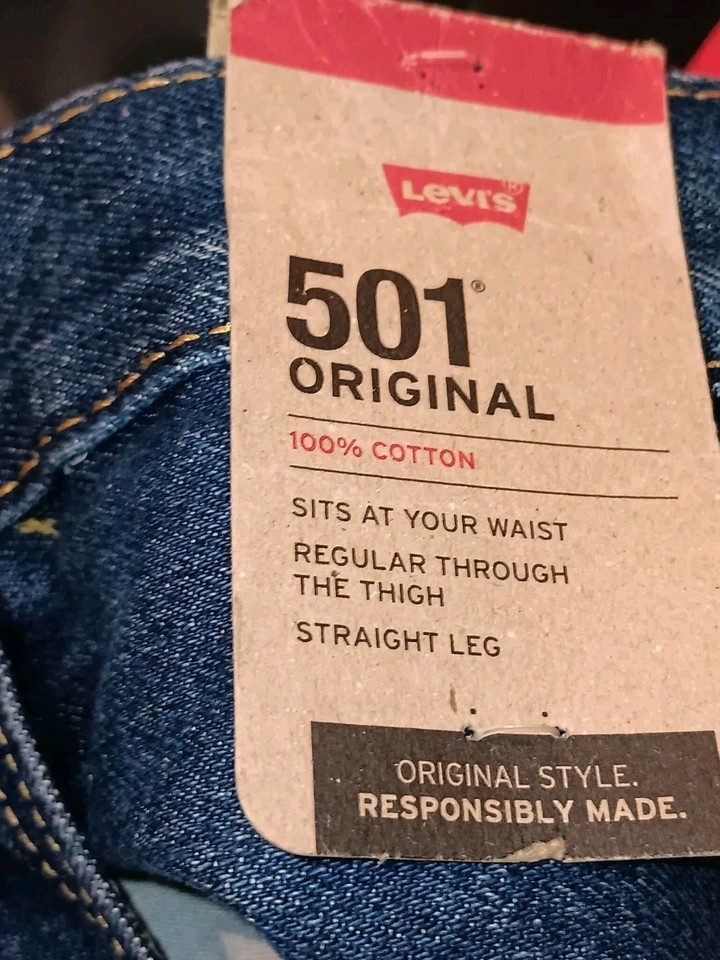 Levi's®
501®
ORIGINAL
100% COTTON
SITS AT YOUR WAIST
REGULAR THROUGH
THE THIGH
STRAIGHT LEG
ORIGINAL STYLE.
RESPONSIBLY MADE.